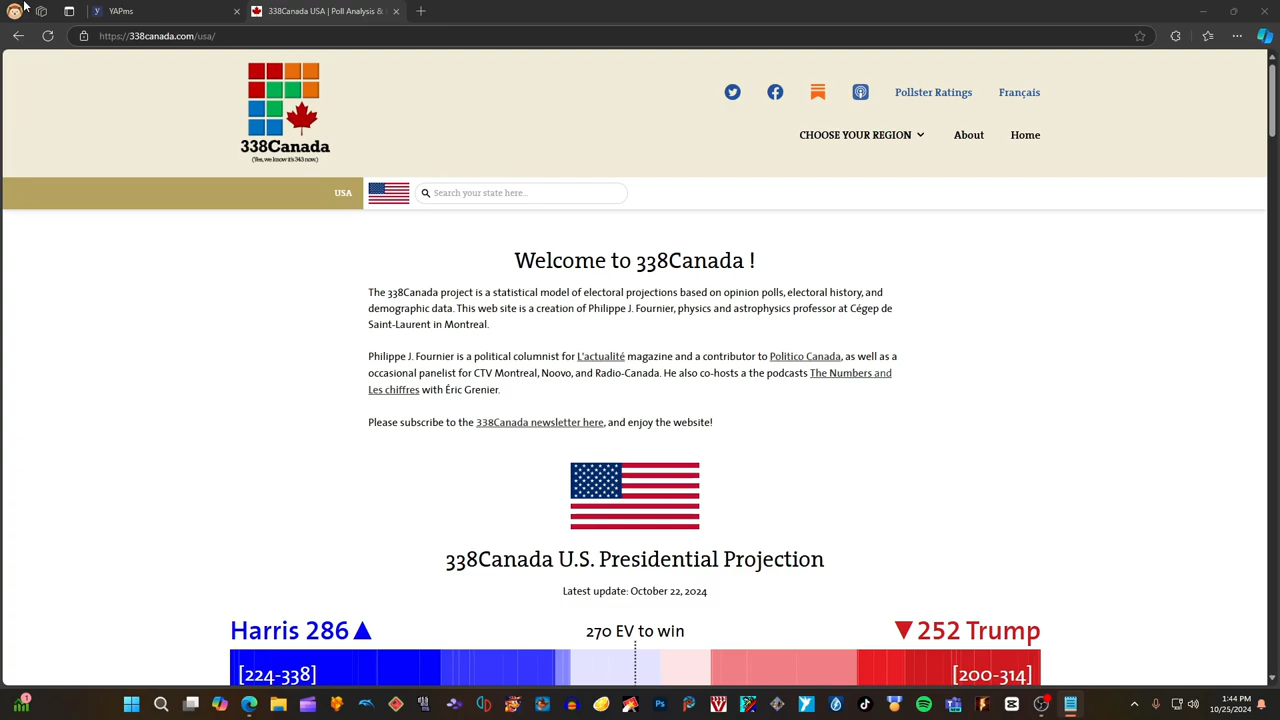 YAPms
338Canada USA | Poll Analysis &
https://338canada.com/usa/
338Canada
(Yes, we know it's 343 now.)
Pollster Ratings
Français
CHOOSE YOUR REGION
About
Home
USA
Search your state here...
Welcome to 338Canada !
The 338Canada project is a statistical model of electoral projections based on opinion polls, electoral history, and
demographic data. This web site is a creation of Philippe J. Fournier, physics and astrophysics professor at Cégep de
Saint-Laurent in Montreal.
Philippe J. Fournier is a political columnist for L'actualité magazine and a contributor to Politico Canada, as well as a
occasional panelist for CTV Montreal, Noovo, and Radio-Canada. He also co-hosts a the podcasts The Numbers and
Les chiffres with Éric Grenier.
Please subscribe to the 338Canada newsletter here, and enjoy the website!
338Canada U.S. Presidential Projection
Latest update: October 22, 2024
Harris 286▲
270 EV to win
▼252 Trump
[224-338]
[200-314]
1:44 PM
10/25/2024